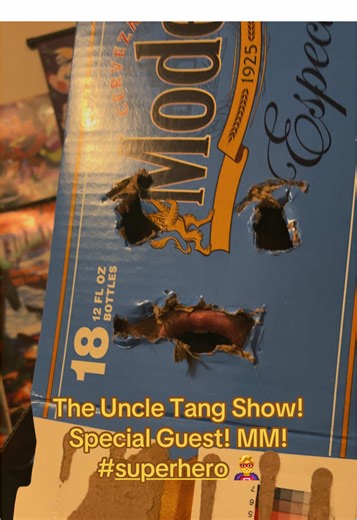 CERVEZA
Mode
1925
Espec
18
12 FL OZ
BOTTLES
The Uncle Tang Show!
Special Guest! MM!
#superhero